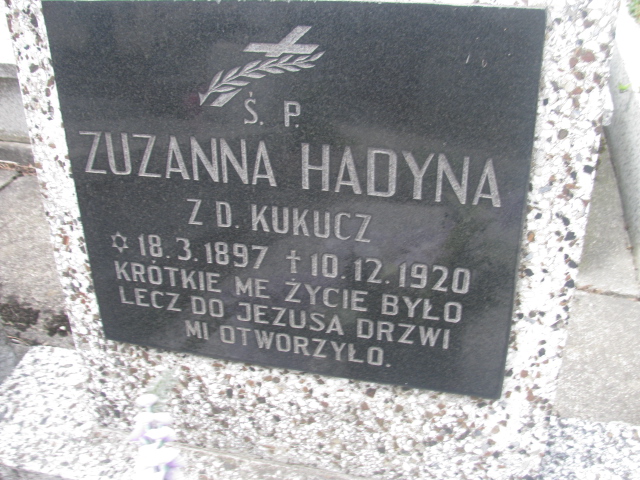 Ś. P.
ZUZANNA HADYNA
Z D. KUKUCZ
✡ 18.3.1897 † 10.12.1920
KRÓTKIE ME ŻYCIE BYŁO
LECZ DO JEZUSA DRZWI
MI OTWORZYŁO.